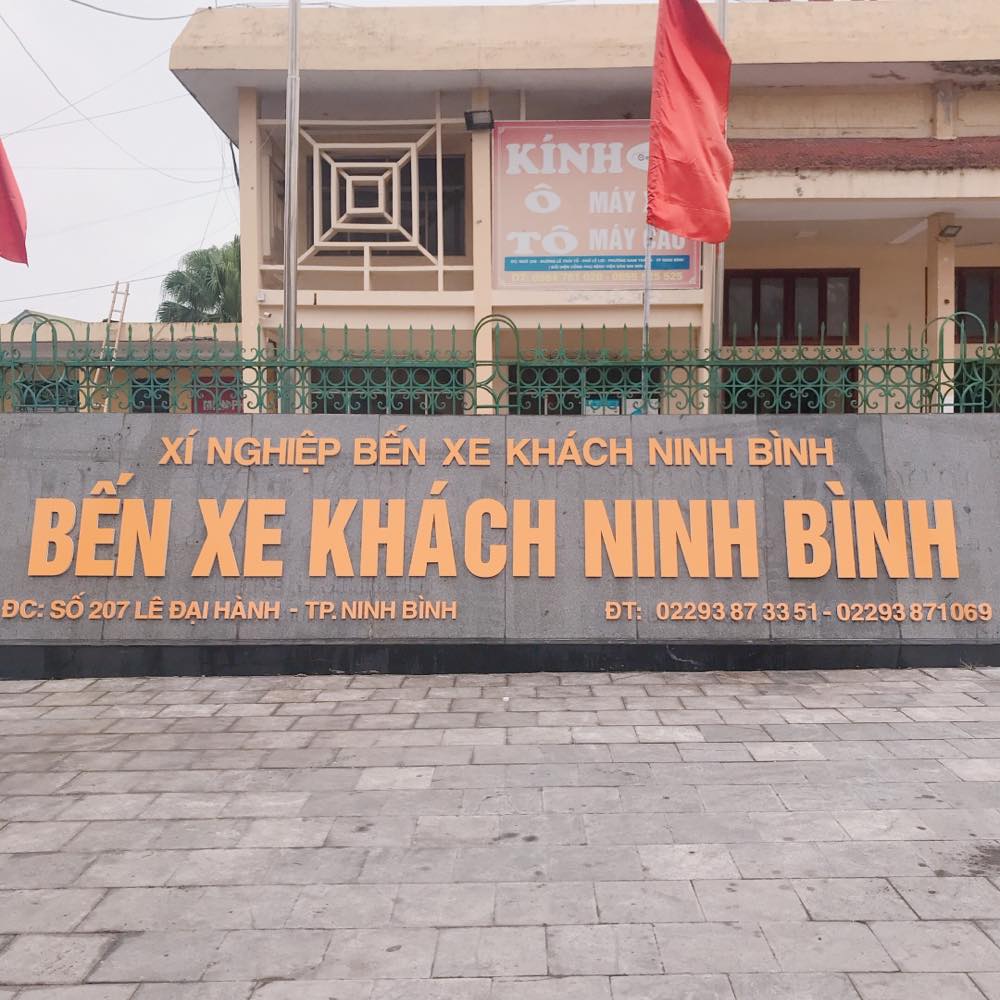 KÍNH
Ô MÁY
TÔ MÁY CẨU
XÍ NGHIỆP BẾN XE KHÁCH NINH BÌNH
BẾN XE KHÁCH NINH BÌNH
ĐC: SỐ 207 LÊ ĐẠI HÀNH - TP. NINH BÌNH ĐT: 02293 87 33 51 - 02293 871069